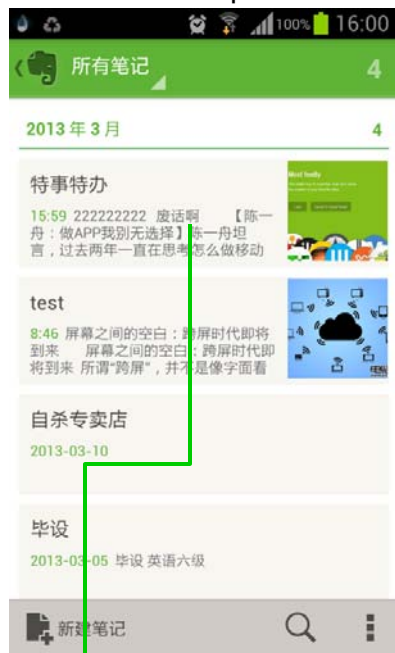 100% 16:00
所有笔记 4
2013 年 3 月 4
特事特办
15:59 222222222 废话啊 【陈一
舟：做APP我别无选择】陈一舟坦
言，过去两年一直在思考怎么做移动
test
8:46 屏幕之间的空白：跨屏时代即将
到来 屏幕之间的空白：跨屏时代即
将到来 所谓“跨屏”，并不是像字面看
自杀专卖店
2013-03-10
毕设
2013-03-05 毕设 英语六级
新建笔记